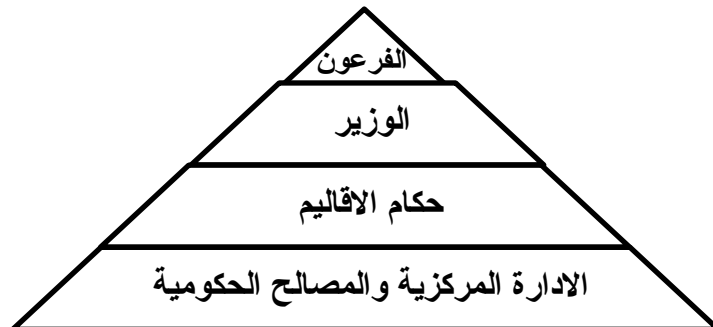 الفرعون
الوزير
حكام الاقاليم
الادارة المركزية والمصالح الحكومية